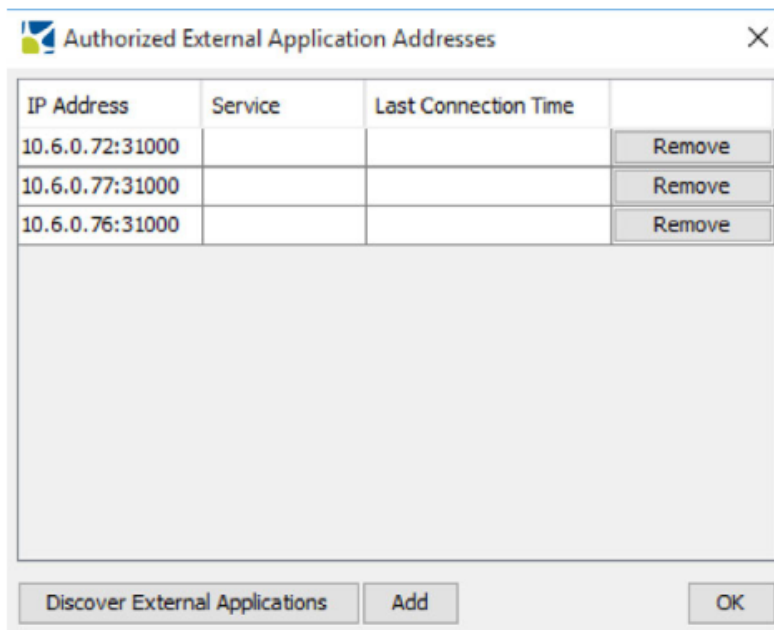 Authorized External Application Addresses
IP Address Service Last Connection Time
10.6.0.72:31000 Remove
10.6.0.77:31000 Remove
10.6.0.76:31000 Remove
Discover External Applications Add OK